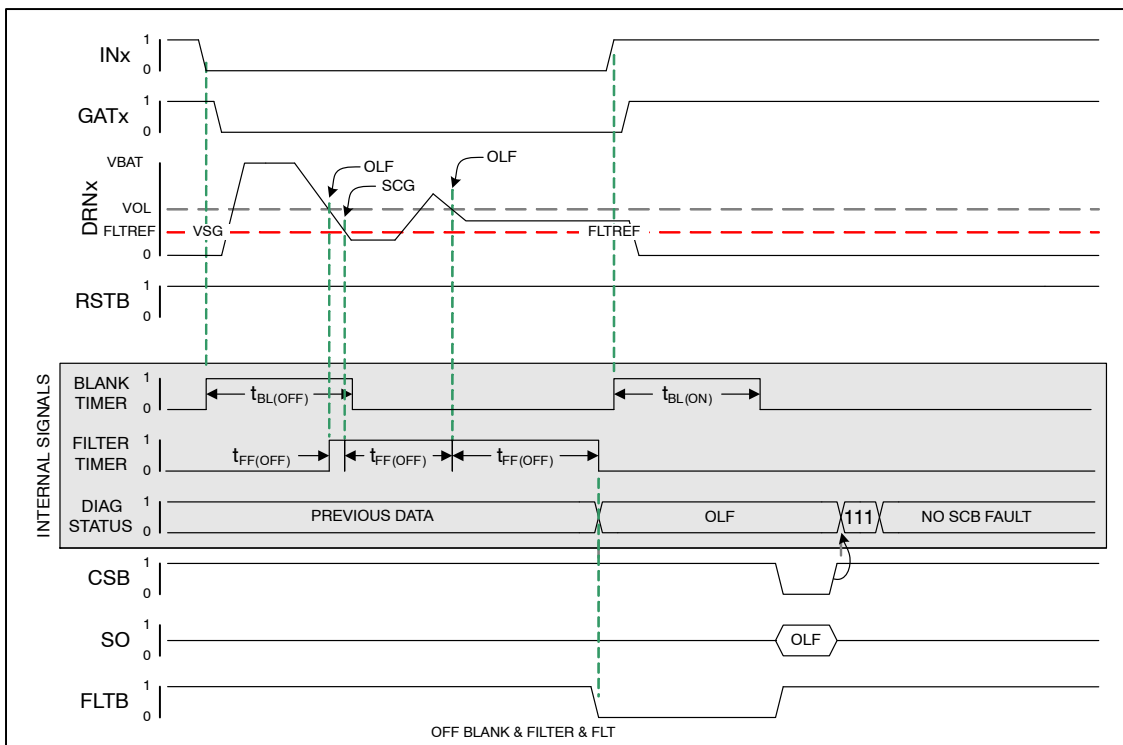 INx
1
0
GATx
1
0
DRNx
VBAT
VOL
FLTREF
VSG
OLF
SCG
OLF
FLTREF
RSTB
1
0
INTERNAL SIGNALS
BLANK
TIMER
1
0
tBL(OFF)
tBL(ON)
FILTER
TIMER
1
0
tFF(OFF)
tFF(OFF)
tFF(OFF)
DIAG
STATUS
1
0
PREVIOUS DATA
OLF
111
NO SCB FAULT
CSB
1
0
SO
1
0
OLF
FLTB
1
0
OFF BLANK & FILTER & FLT